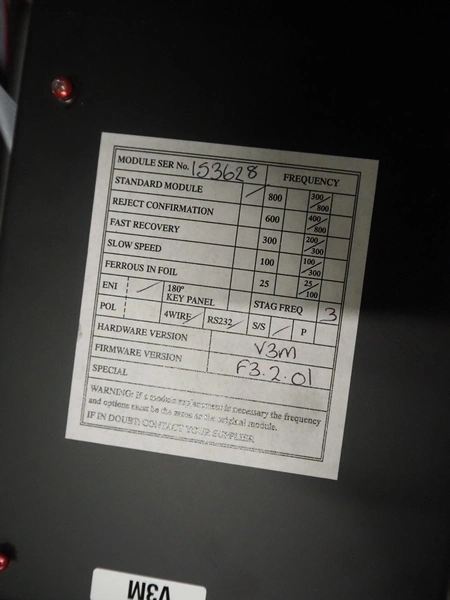 MODULE SER No. 153628 FREQUENCY
STANDARD MODULE / 800 300/800
REJECT CONFIRMATION 600 400/800
FAST RECOVERY 300 200/300
SLOW SPEED 100 100/300
FERROUS IN FOIL 25 25/100
ENI / 180° KEY PANEL STAG FREQ 3
POL 4WIRE/ RS232/ S/S / P
HARDWARE VERSION V3M
FIRMWARE VERSION F3.2.01
SPECIAL
WARNING: If a module replacement is necessary the frequency
and options must be the same as the original module.
IF IN DOUBT: CONTACT YOUR SUPPLIER
V3M